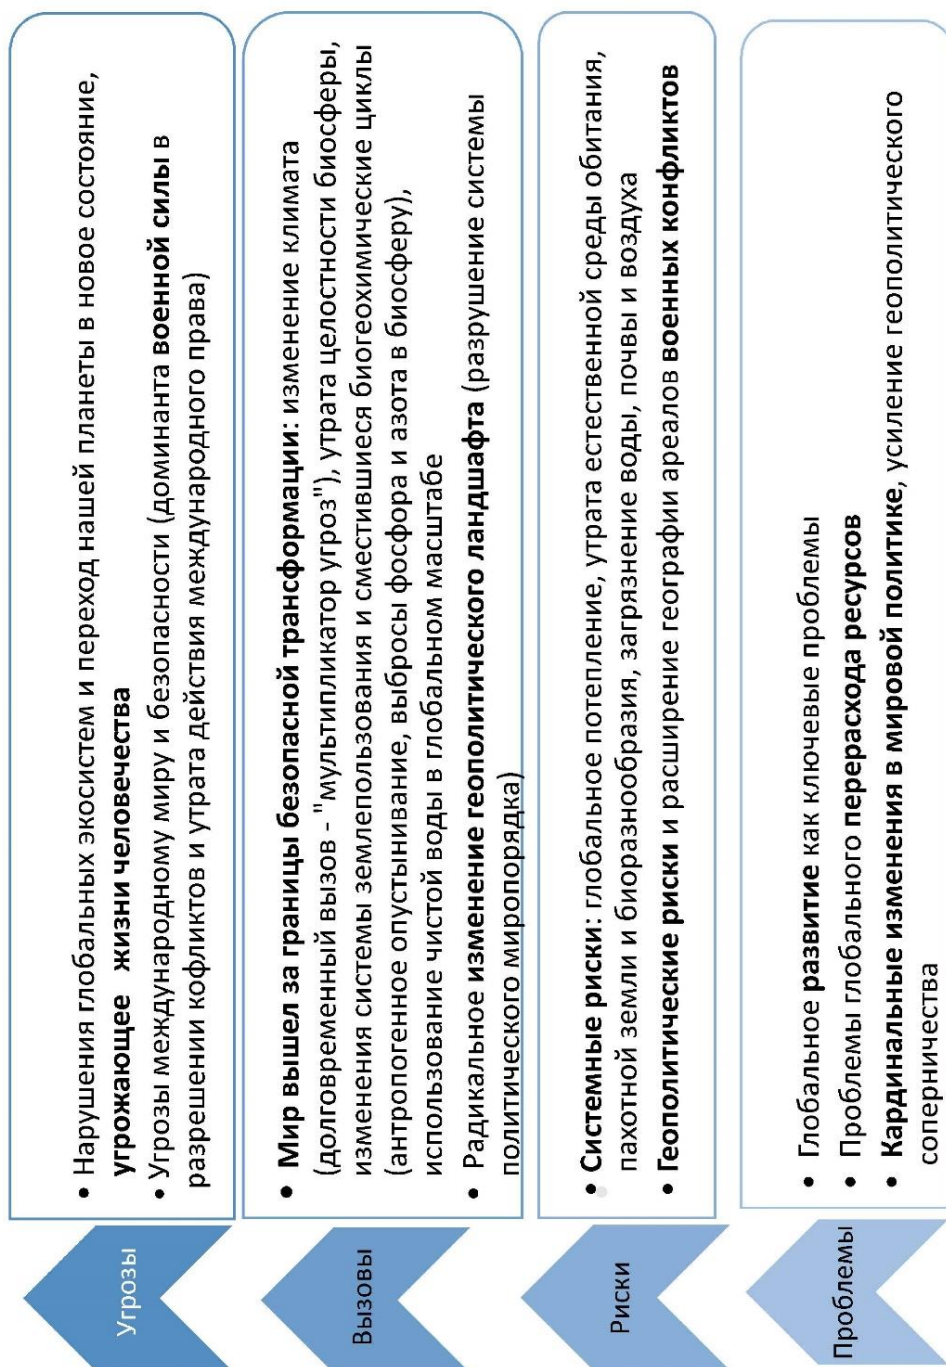 Угрозы
• Нарушения глобальных экосистем и переход нашей планеты в новое состояние,
угрожающее жизни человечества
• Угрозы международному миру и безопасности (доминанта военной силы в
разрешении кофликтов и утрата действия международного права)
Вызовы
• Мир вышел за границы безопасной трансформации: изменение климата
(долговременный вызов - "мультипликатор угроз"), утрата целостности биосферы,
изменения системы землепользования и сместившиеся биогеохимические циклы
(антропогенное опустынивание, выбросы фосфора и азота в биосферу),
использование чистой воды в глобальном масштабе
• Радикальное изменение геополитического ландшафта (разрушение системы
политического миропорядка)
Риски
• Системные риски: глобальное потепление, утрата естественной среды обитания,
пахотной земли и биоразнообразия, загрязнение воды, почвы и воздуха
• Геополитические риски и расширение географии ареалов военных конфликтов
Проблемы
• Глобальное развитие как ключевые проблемы
• Проблемы глобального перерасхода ресурсов
• Кардинальные изменения в мировой политике, усиление геополитического
соперничества